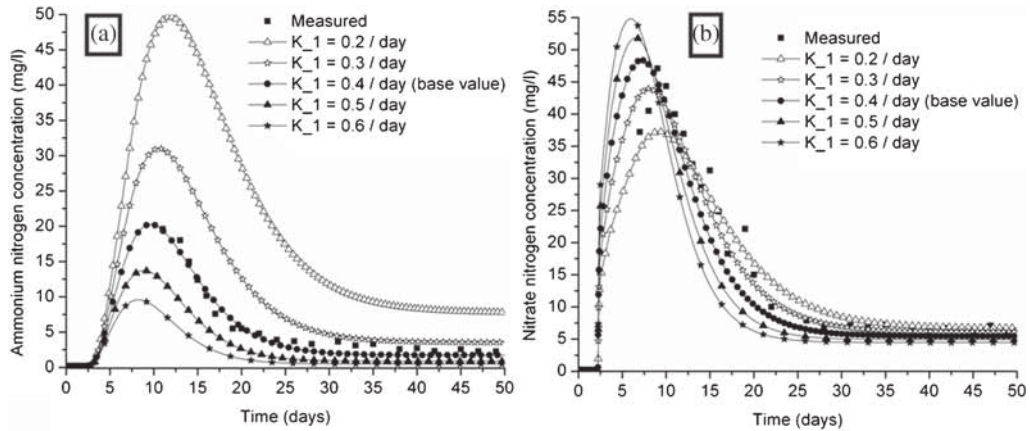 (a)
Measured
K_1 = 0.2 / day
K_1 = 0.3 / day
K_1 = 0.4 / day (base value)
K_1 = 0.5 / day
K_1 = 0.6 / day
Ammonium nitrogen concentration (mg/l)
50
45
40
35
30
25
20
15
10
5
0
0 5 10 15 20 25 30 35 40 45 50
Time (days)
(b)
Measured
K_1 = 0.2 / day
K_1 = 0.3 / day
K_1 = 0.4 / day (base value)
K_1 = 0.5 / day
K_1 = 0.6 / day
Nitrate nitrogen concentration (mg/l)
55
50
45
40
35
30
25
20
15
10
5
0
0 5 10 15 20 25 30 35 40 45 50
Time (days)